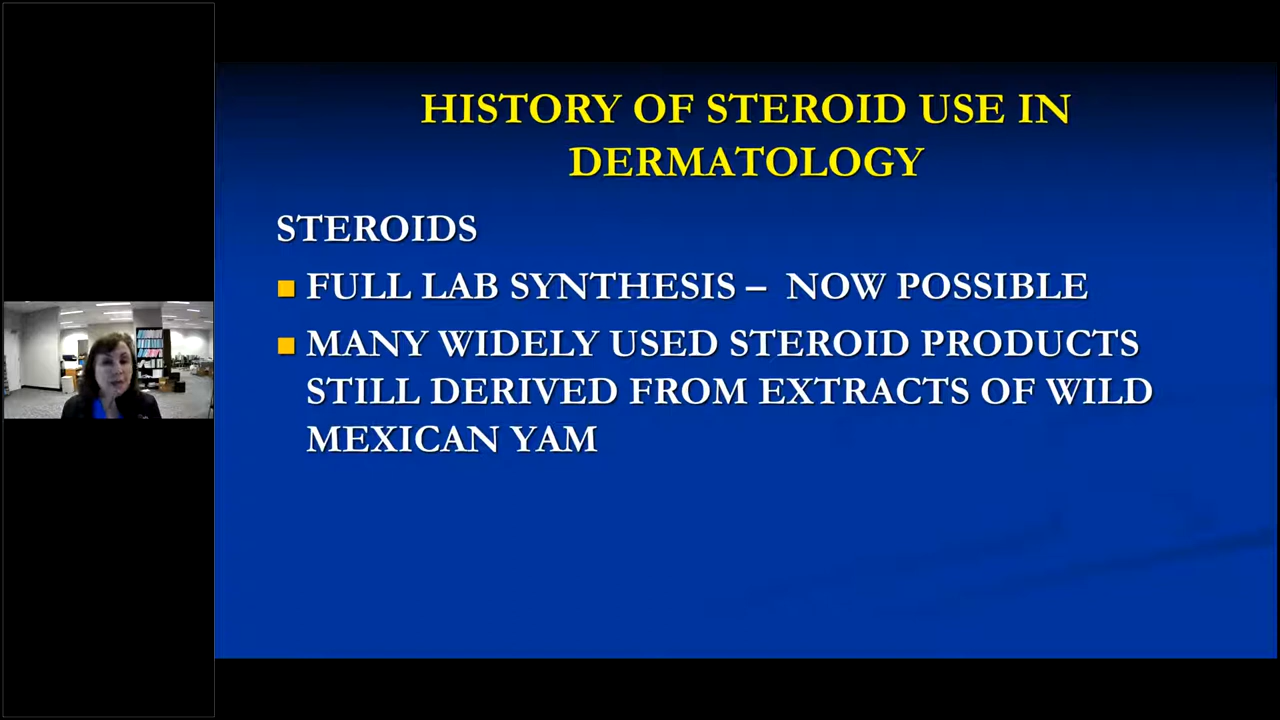 HISTORY OF STEROID USE IN
DERMATOLOGY
STEROIDS
FULL LAB SYNTHESIS – NOW POSSIBLE
MANY WIDELY USED STEROID PRODUCTS
STILL DERIVED FROM EXTRACTS OF WILD
MEXICAN YAM